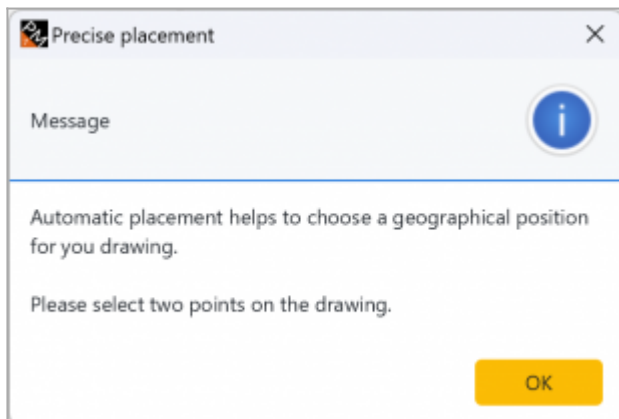 Precise placement
Message
Automatic placement helps to choose a geographical position
for you drawing.
Please select two points on the drawing.
OK